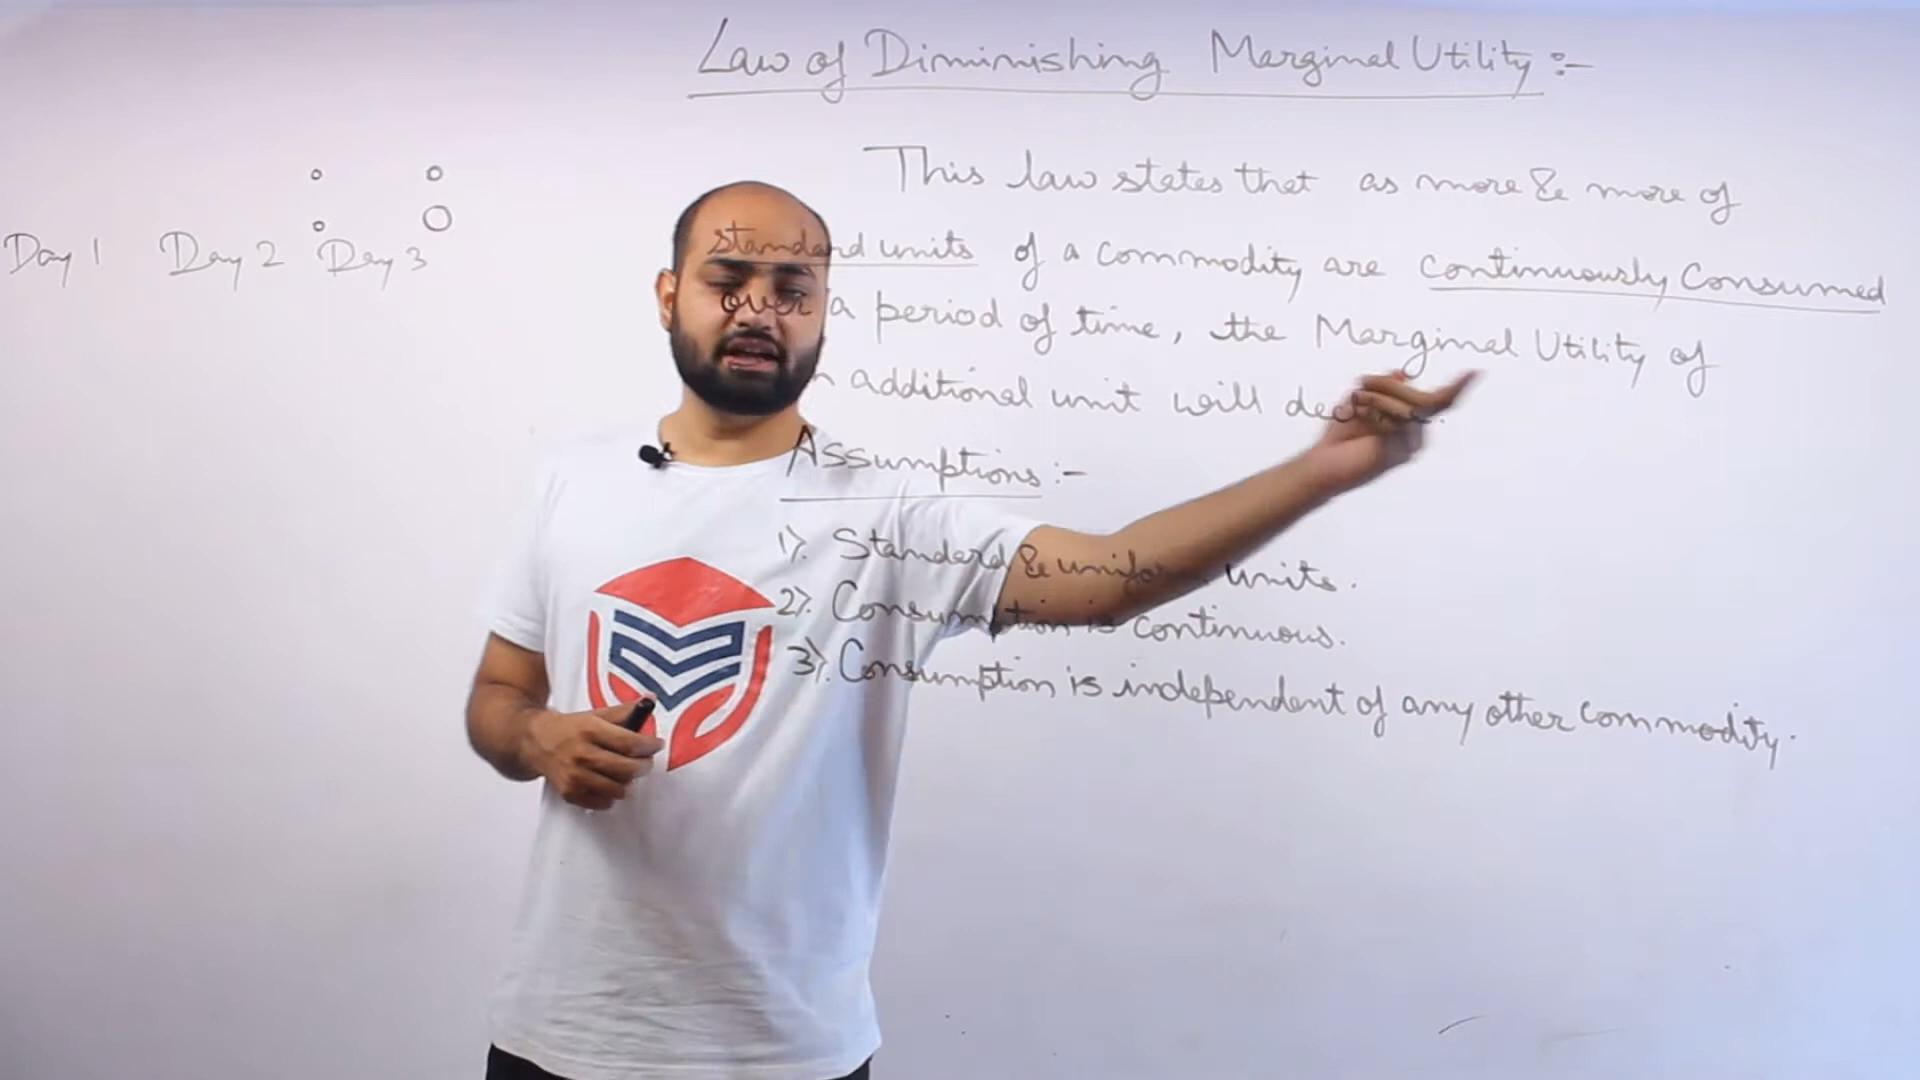 Law of Diminishing Marginal Utility :-
This law states that as more & more of
standard units of a commodity are continuously Consumed
over a period of time, the Marginal Utility of
additional unit will decline.
Assumptions :-
1). Standard & uniform units.
2). Consumption is continuous.
3). Consumption is independent of any other commodity.
Day 1 Day 2 Day 3